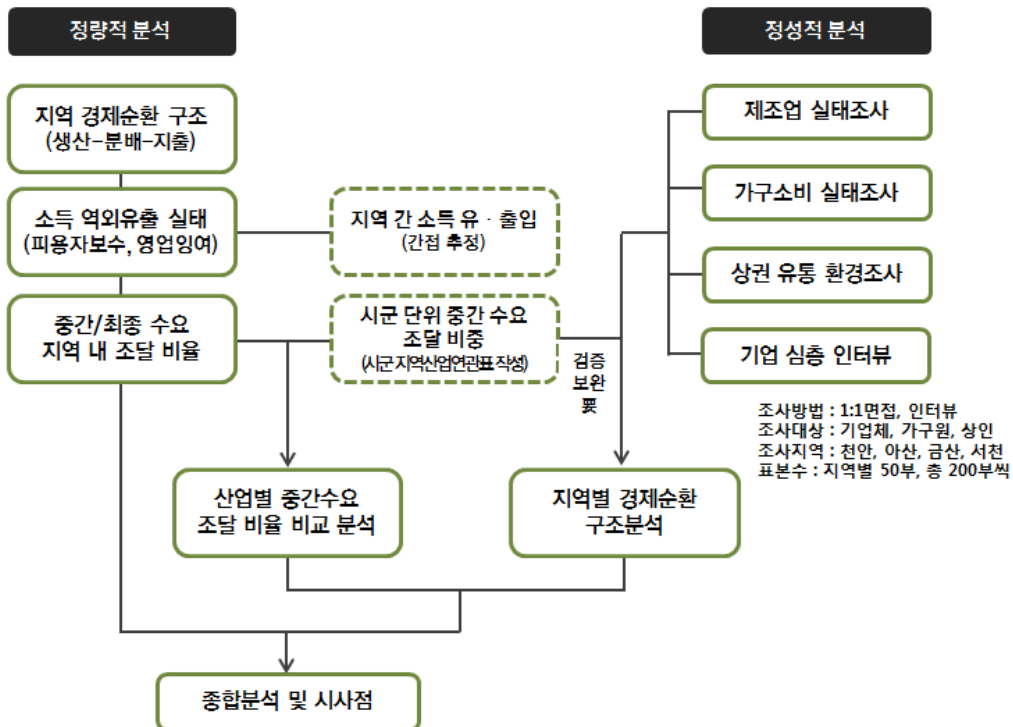 정량적 분석
정성적 분석
지역 경제순환 구조
(생산-분배-지출)
소득 역외유출 실태
(피용자보수, 영업잉여)
중간/최종 수요
지역 내 조달 비율
지역 간 소득 유 · 출입
(간접 추정)
시군 단위 중간 수요
조달 비중
(시군 지역산업연관표 작성)
검증
보완
要
제조업 실태조사
가구소비 실태조사
상권 유통 환경조사
기업 심층 인터뷰
조사방법 : 1:1면접, 인터뷰
조사대상 : 기업체, 가구원, 상인
조사지역 : 천안, 아산, 금산, 서천
표본수 : 지역별 50부, 총 200부씩
산업별 중간수요
조달 비율 비교 분석
지역별 경제순환
구조분석
종합분석 및 시사점